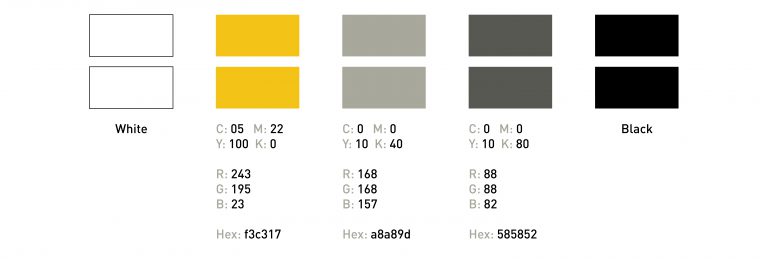 White
C: 05 M: 22
Y: 100 K: 0
R: 243
G: 195
B: 23
Hex: f3c317
C: 0 M: 0
Y: 10 K: 40
R: 168
G: 168
B: 157
Hex: a8a89d
C: 0 M: 0
Y: 10 K: 80
R: 88
G: 88
B: 82
Hex: 585852
Black